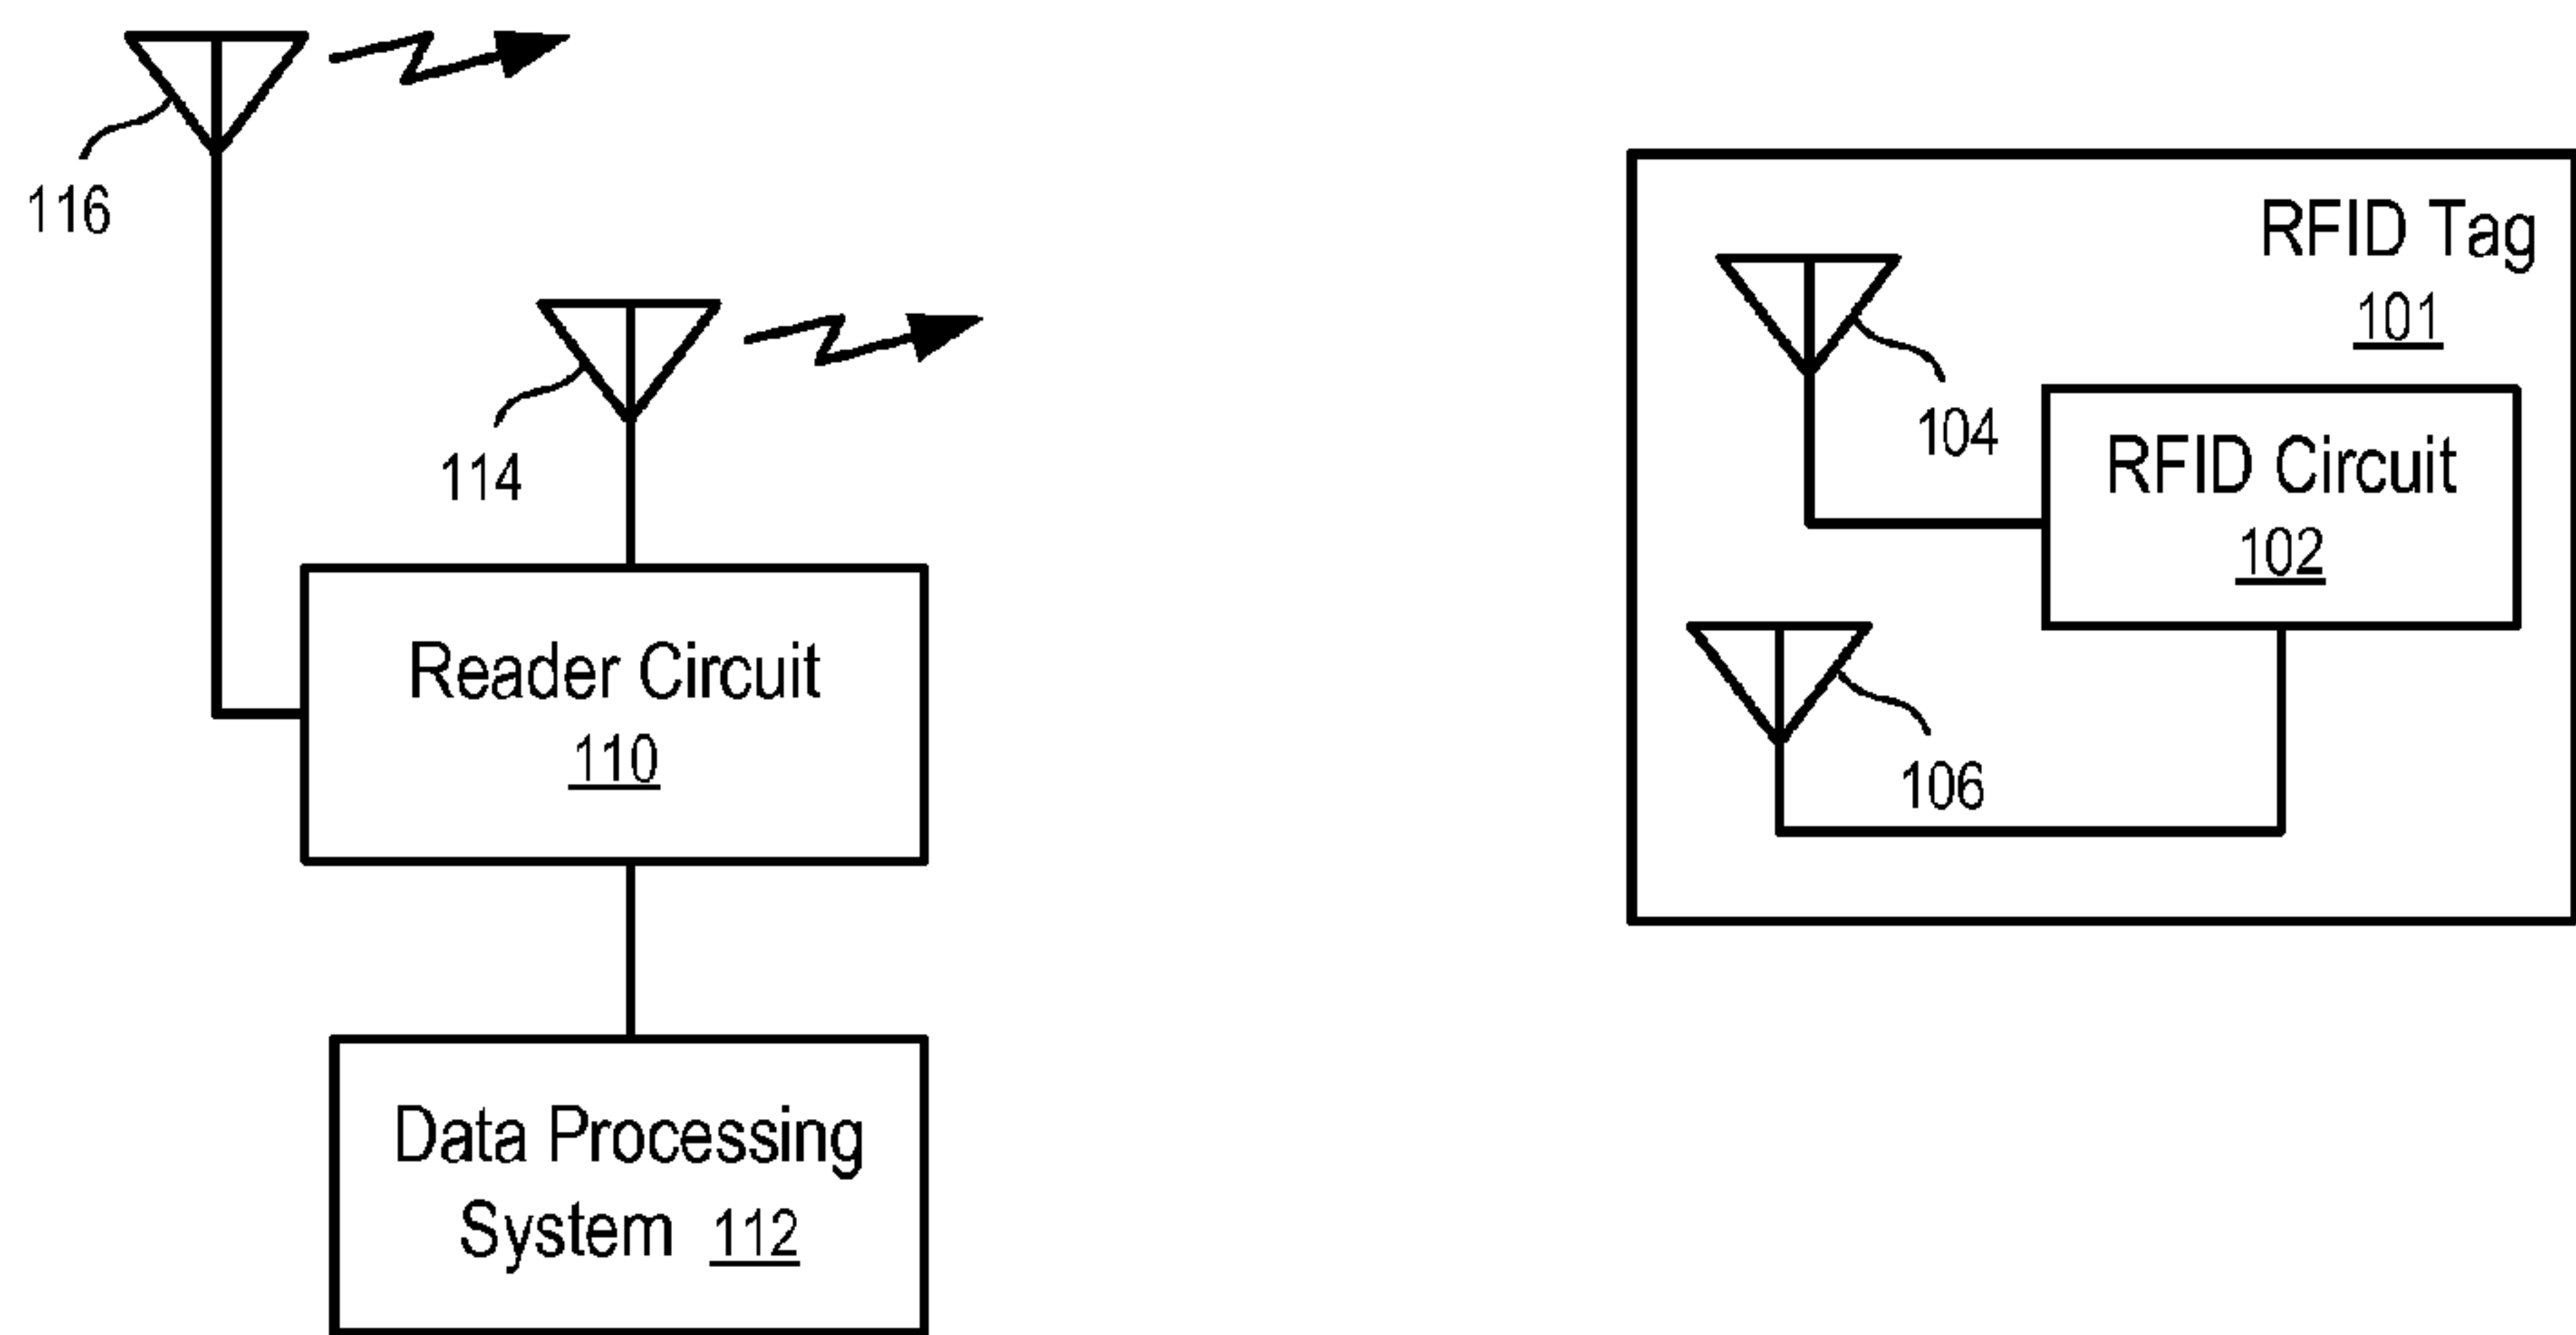 116
114
Reader Circuit
110
Data Processing
System 112
RFID Tag
101
104
RFID Circuit
102
106